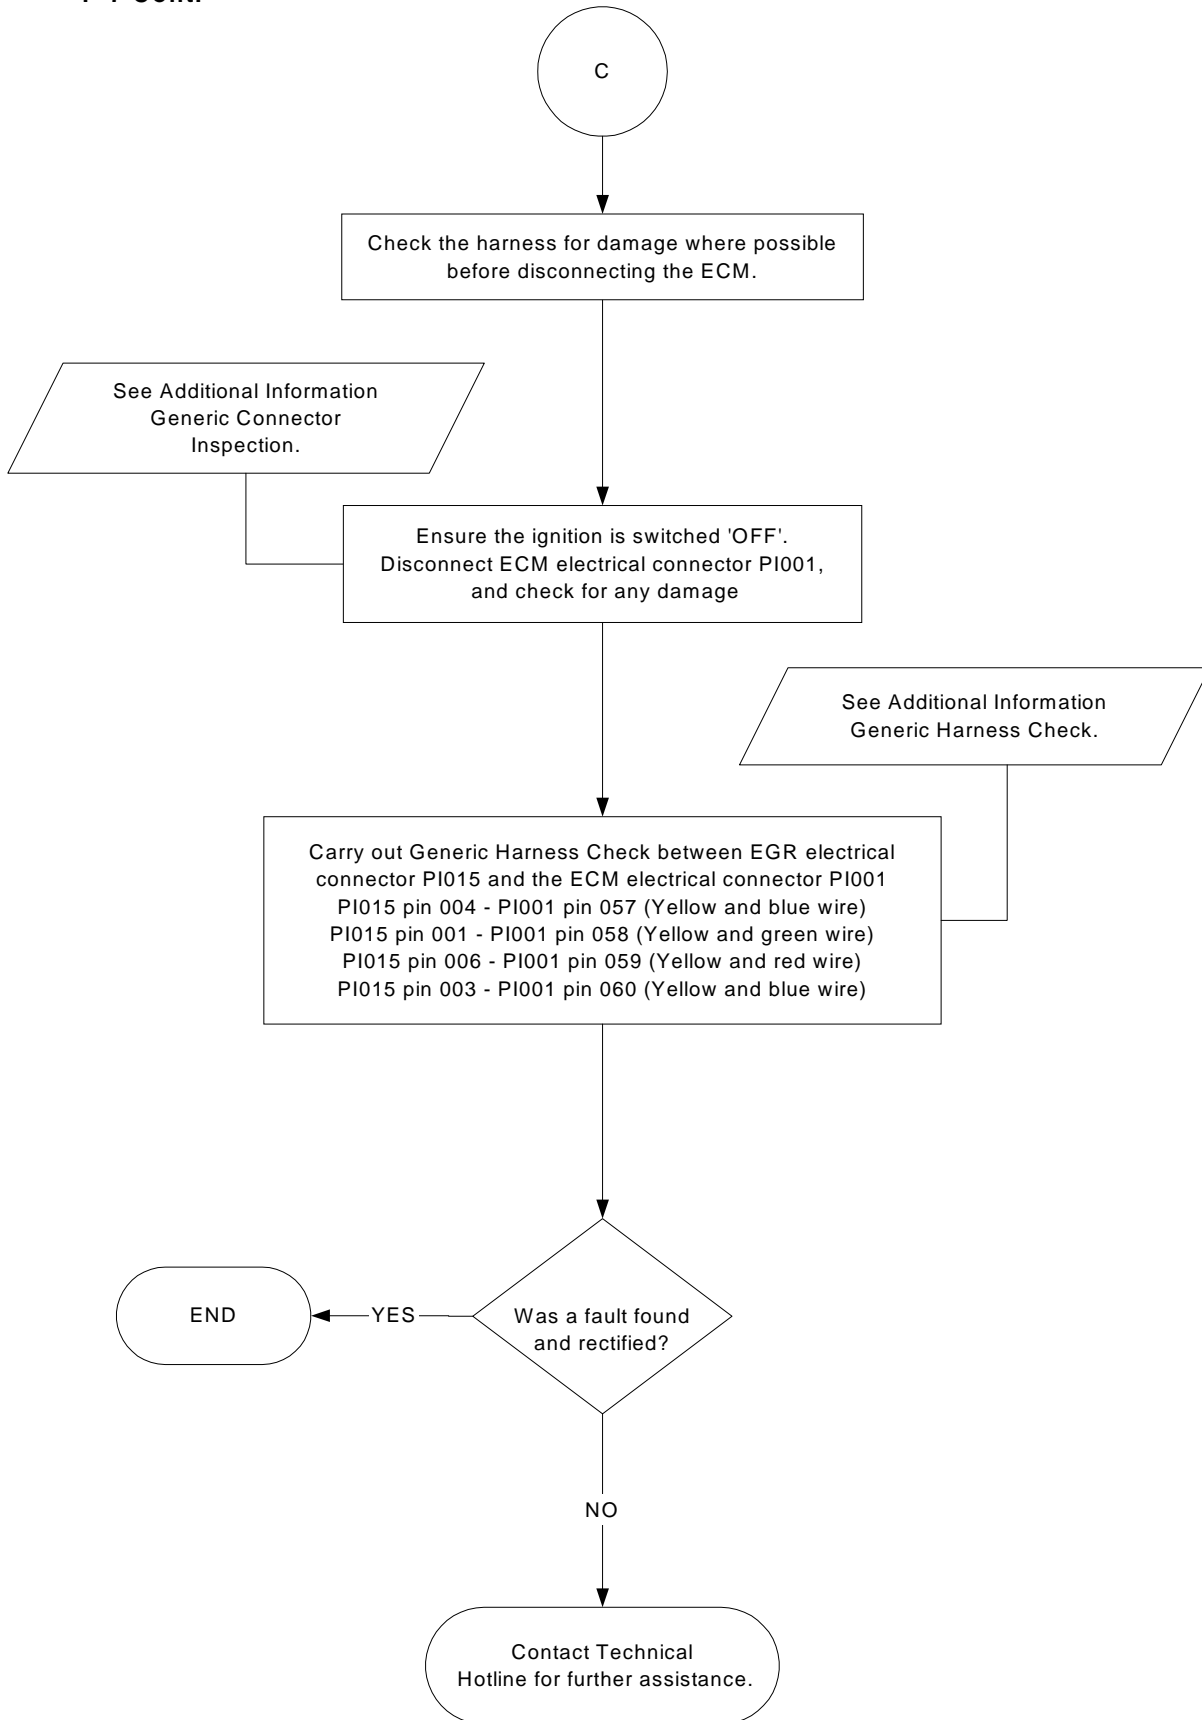 C
Check the harness for damage where possible
before disconnecting the ECM.
See Additional Information
Generic Connector
Inspection.
Ensure the ignition is switched 'OFF'.
Disconnect ECM electrical connector PI001,
and check for any damage
See Additional Information
Generic Harness Check.
Carry out Generic Harness Check between EGR electrical
connector PI015 and the ECM electrical connector PI001
PI015 pin 004 - PI001 pin 057 (Yellow and blue wire)
PI015 pin 001 - PI001 pin 058 (Yellow and green wire)
PI015 pin 006 - PI001 pin 059 (Yellow and red wire)
PI015 pin 003 - PI001 pin 060 (Yellow and blue wire)
END
YES
Was a fault found
and rectified?
NO
Contact Technical
Hotline for further assistance.